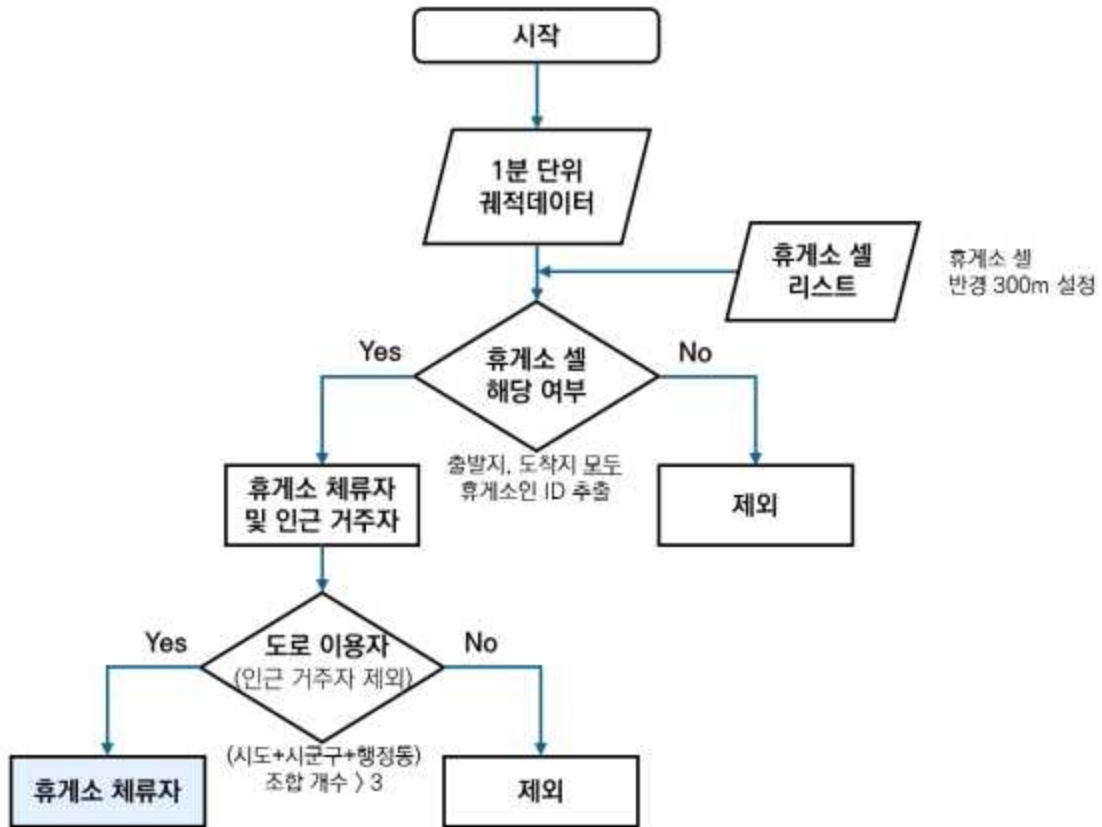 시작
1분 단위
궤적데이터
휴게소 셀
리스트
휴게소 셀
반경 300m 설정
Yes
휴게소 셀
해당 여부
No
출발지, 도착지 모두
휴게소인 ID 추출
휴게소 체류자
및 인근 거주자
제외
Yes
도로 이용자
(인근 거주자 제외)
No
(시도+시군구+행정동)
조합 개수 > 3
휴게소 체류자
제외